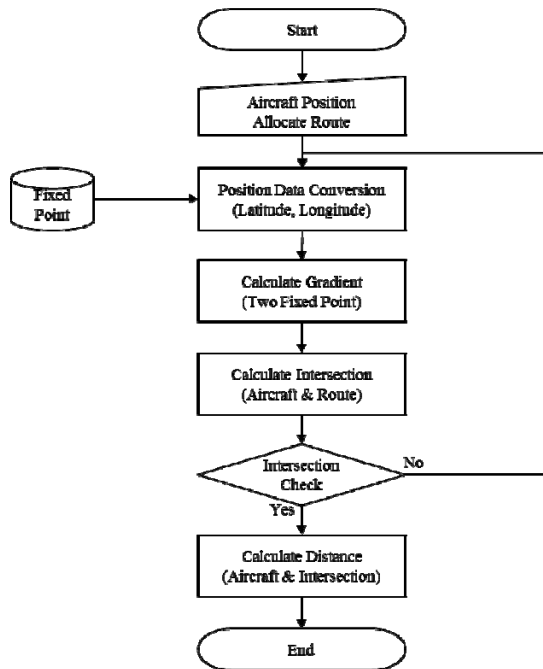 Start
Aircraft Position
Allocate Route
Fixed
Point
Position Data Conversion
(Latitude, Longitude)
Calculate Gradient
(Two Fixed Point)
Calculate Intersection
(Aircraft & Route)
Intersection
Check
No
Yes
Calculate Distance
(Aircraft & Intersection)
End